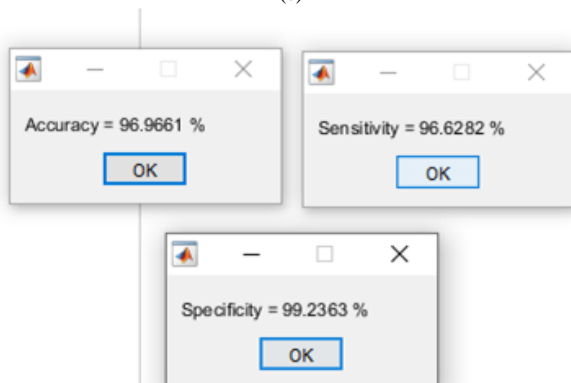 Accuracy = 96.9661 %
OK
Sensitivity = 96.6282 %
OK
Specificity = 99.2363 %
OK